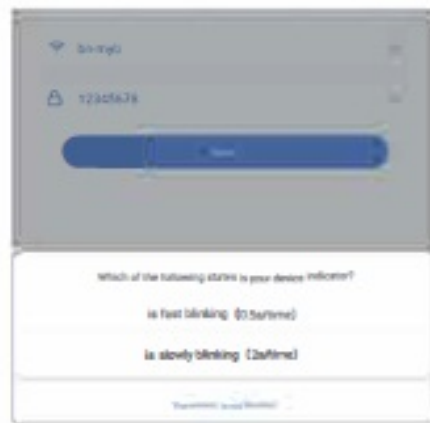 bn-myb
12345678
Which of the following states is your device indicator?
is fast blinking (0.5s/time)
is slowly blinking (2s/time)